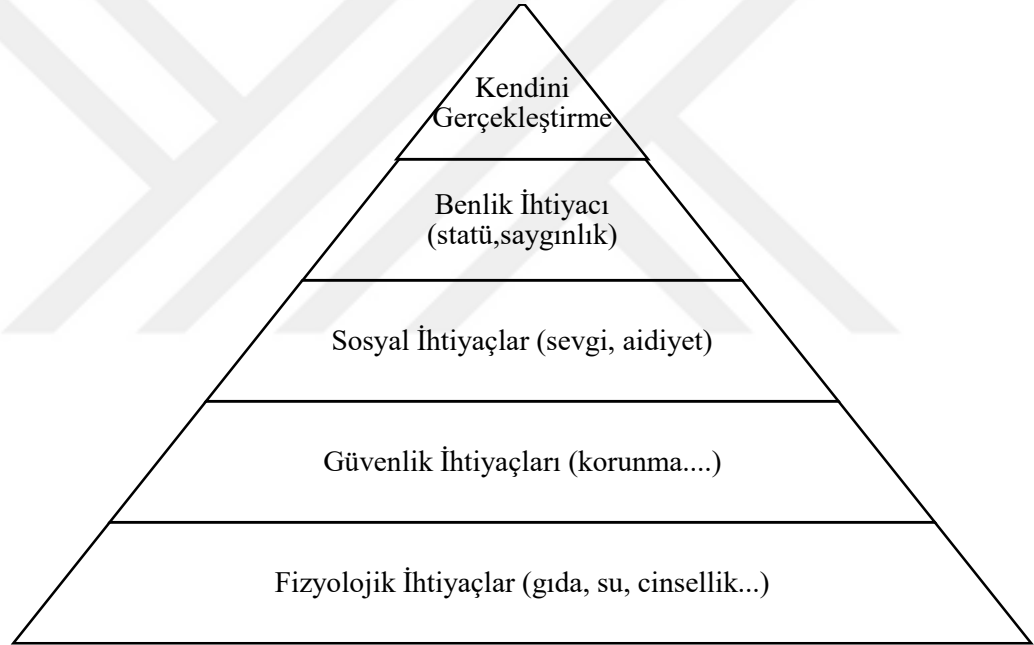 Kendini
Gerçekleştirme
Benlik İhtiyacı
(statü,saygınlık)
Sosyal İhtiyaçlar (sevgi, aidiyet)
Güvenlik İhtiyaçları (korunma....)
Fizyolojik İhtiyaçlar (gıda, su, cinsellik...)